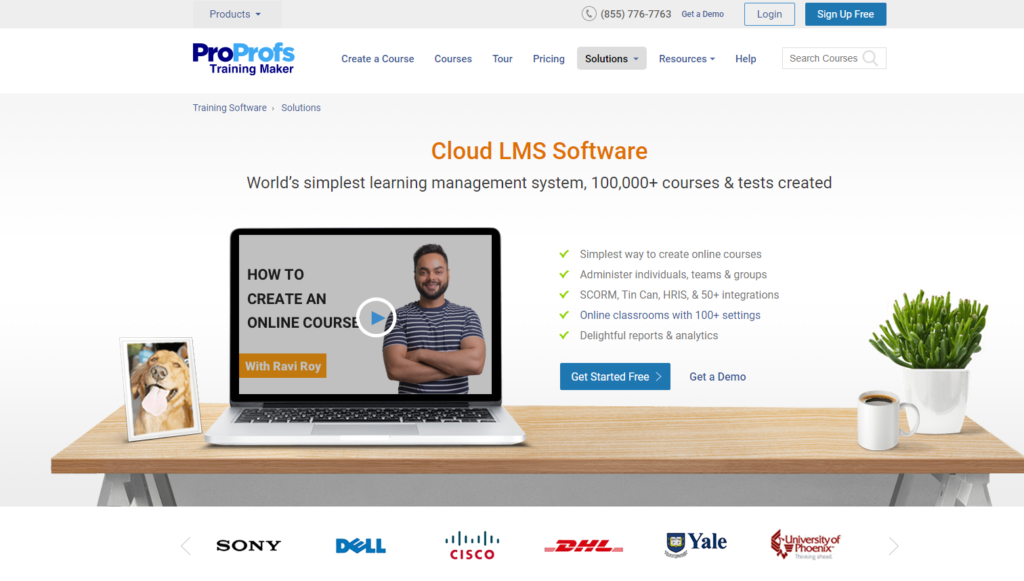 Products
(855) 776-7763 Get a Demo Login Sign Up Free
ProProfs
Training Maker
Create a Course Courses Tour Pricing Solutions Resources Help Search Courses
Training Software › Solutions
Cloud LMS Software
World's simplest learning management system, 100,000+ courses & tests created
HOW TO
CREATE AN
ONLINE COURSE
With Ravi Roy
Simplest way to create online courses
Administer individuals, teams & groups
SCORM, Tin Can, HRIS, & 50+ integrations
Online classrooms with 100+ settings
Delightful reports & analytics
Get Started Free Get a Demo
SONY
DELL
CISCO
DHL
Yale
University of
Phoenix
Thinking ahead.